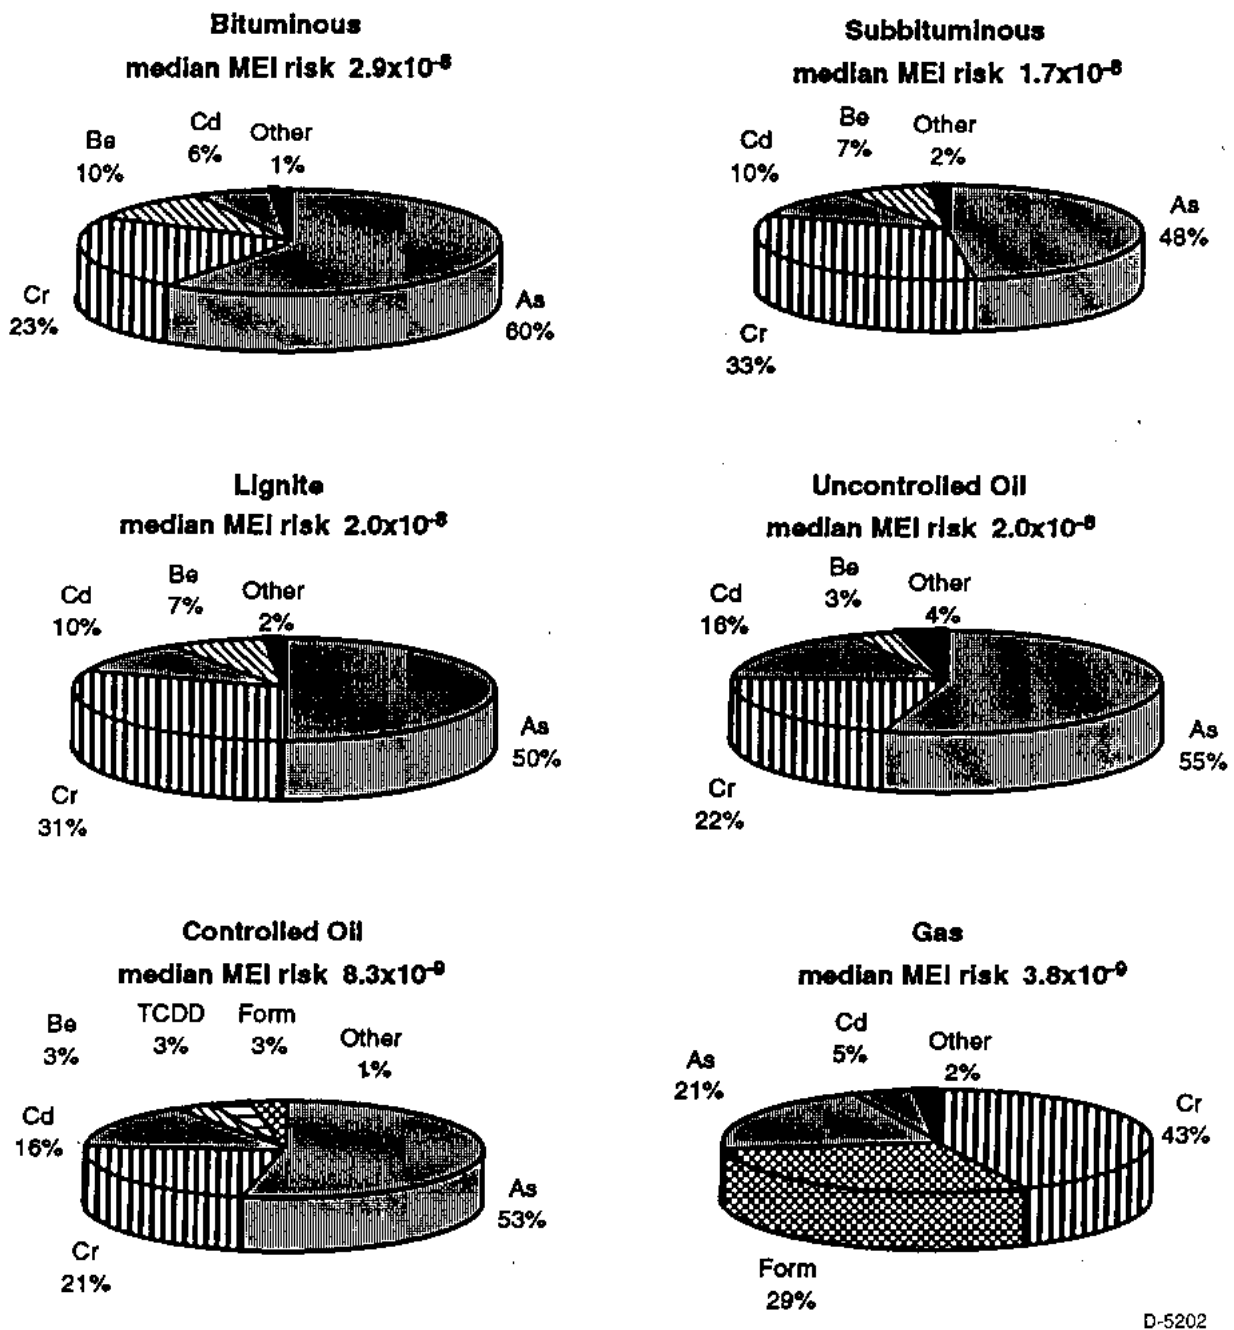 Bituminous
median MEI risk 2.9x10⁻⁸
Be
10%
Cd
6%
Other
1%
Cr
23%
As
60%
Subbituminous
median MEI risk 1.7x10⁻⁸
Cd
10%
Be
7%
Other
2%
As
48%
Cr
33%
Lignite
median MEI risk 2.0x10⁻⁸
Cd
10%
Be
7%
Other
2%
As
50%
Cr
31%
Uncontrolled Oil
median MEI risk 2.0x10⁻⁸
Cd
16%
Be
3%
Other
4%
As
55%
Cr
22%
Controlled Oil
median MEI risk 8.3x10⁻⁹
Be
3%
TCDD
3%
Form
3%
Other
1%
Cd
16%
As
53%
Cr
21%
Gas
median MEI risk 3.8x10⁻⁹
As
21%
Cd
5%
Other
2%
Cr
43%
Form
29%
D-5202